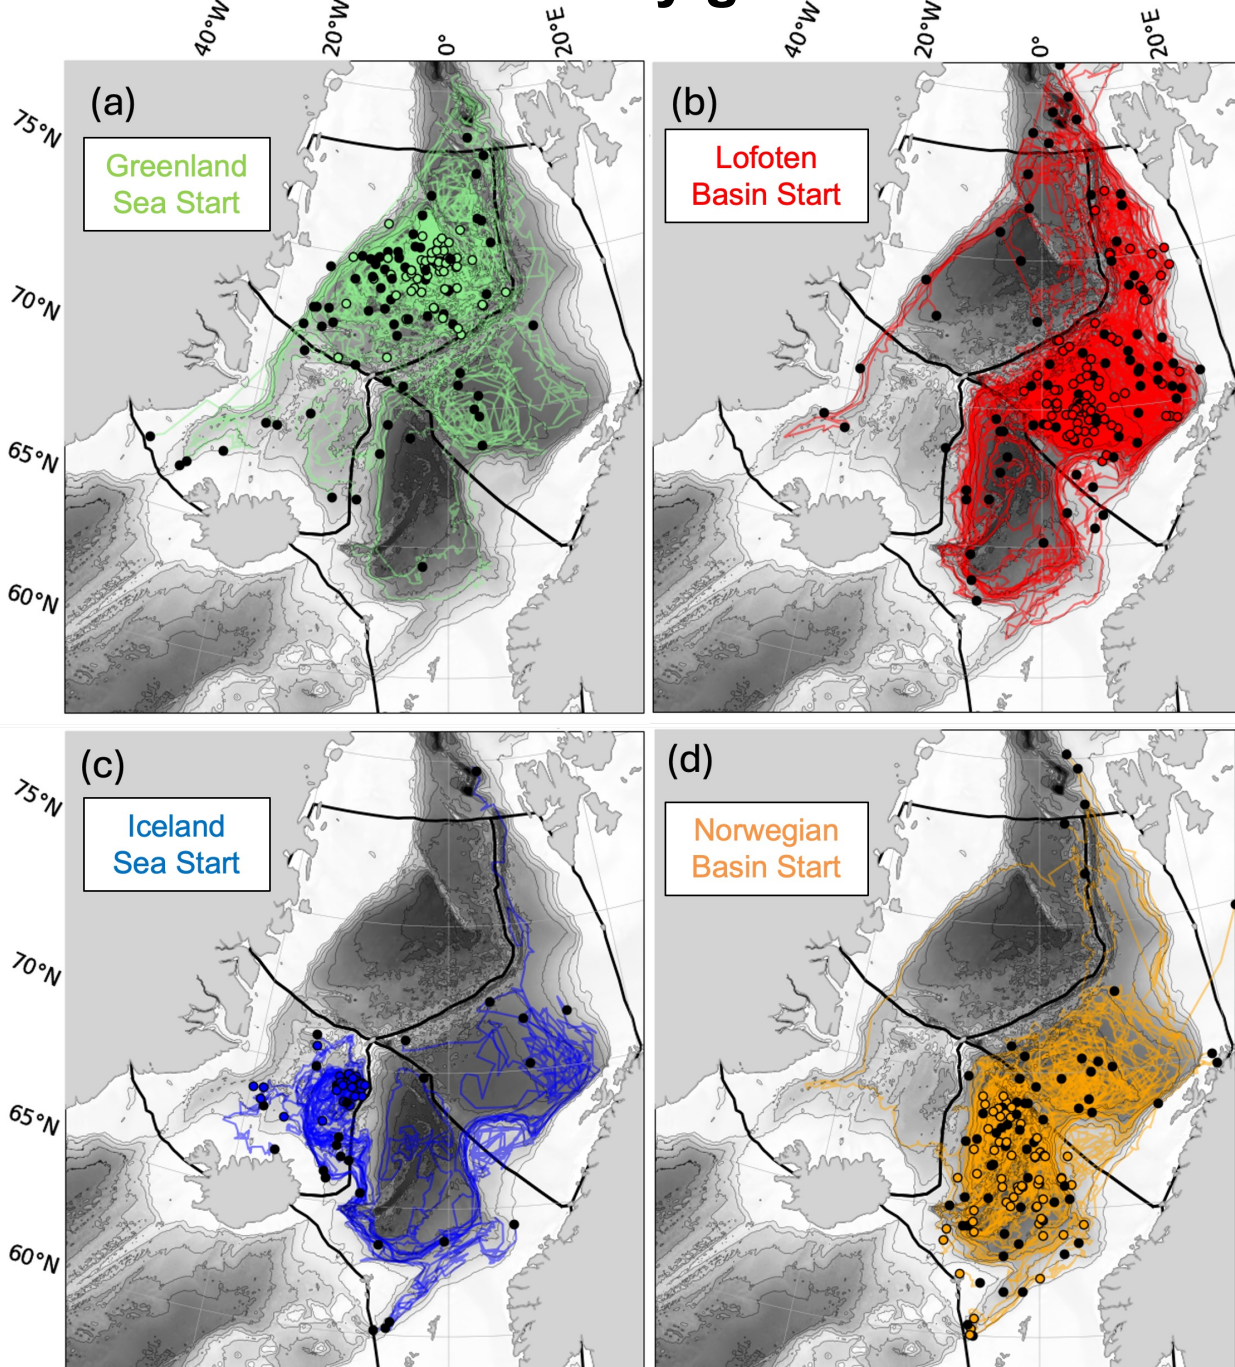 40°W 20°W 0° 20°E 40°W 20°W 0° 20°E
(a)
Greenland
Sea Start
(b)
Lofoten
Basin Start
75°N
70°N
65°N
60°N
(c)
Iceland
Sea Start
(d)
Norwegian
Basin Start
75°N
70°N
65°N
60°N